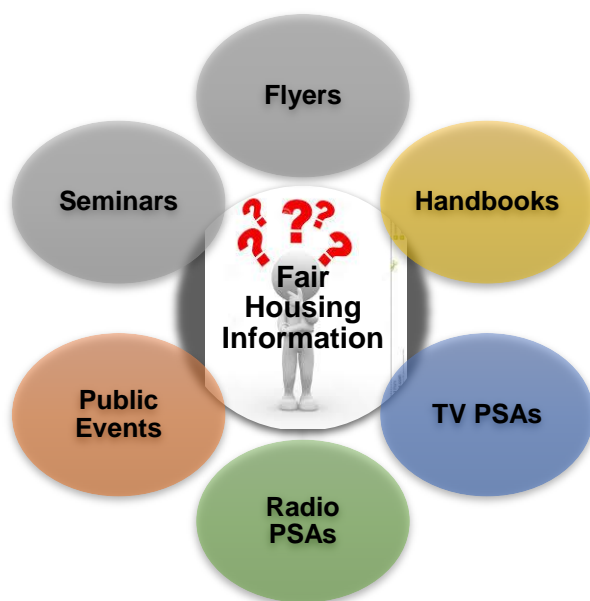 Flyers
Seminars
Handbooks
Fair
Housing
Information
Public
Events
TV PSAs
Radio
PSAs